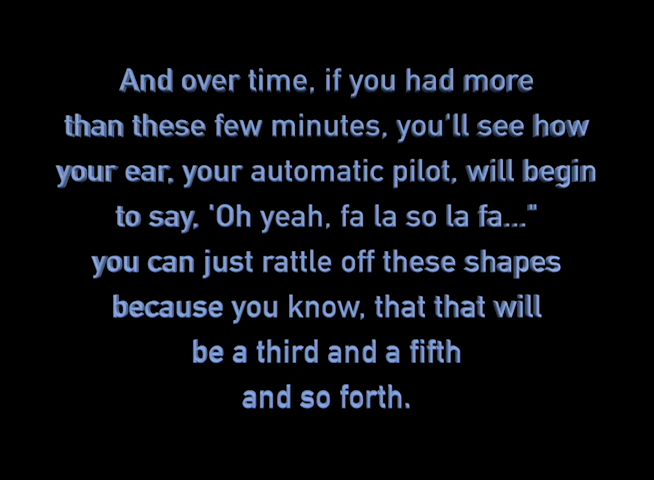 And over time, if you had more
than these few minutes, you'll see how
your ear, your automatic pilot, will begin
to say, 'Oh yeah, fa la so la fa..."
you can just rattle off these shapes
because you know, that that will
be a third and a fifth
and so forth.